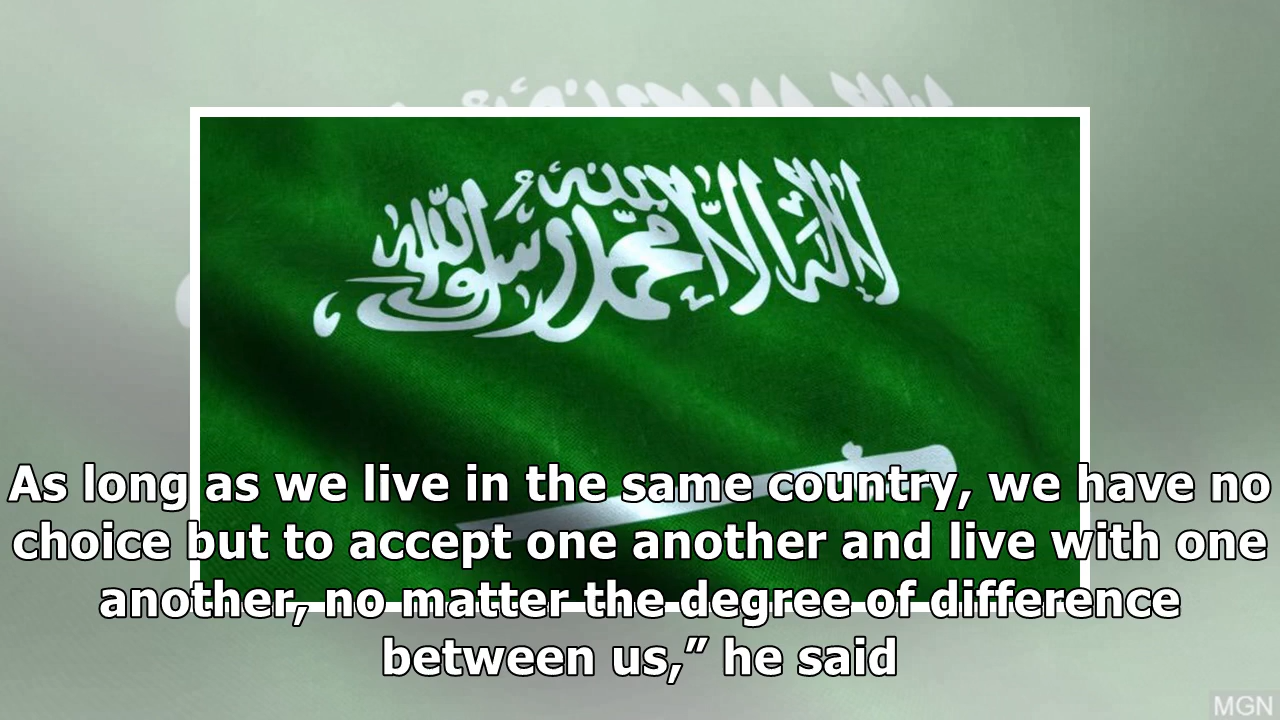 لا إله إلا الله محمد رسول الله
As long as we live in the same country, we have no
choice but to accept one another and live with one
another, no matter the degree of difference
between us,” he said
MGN